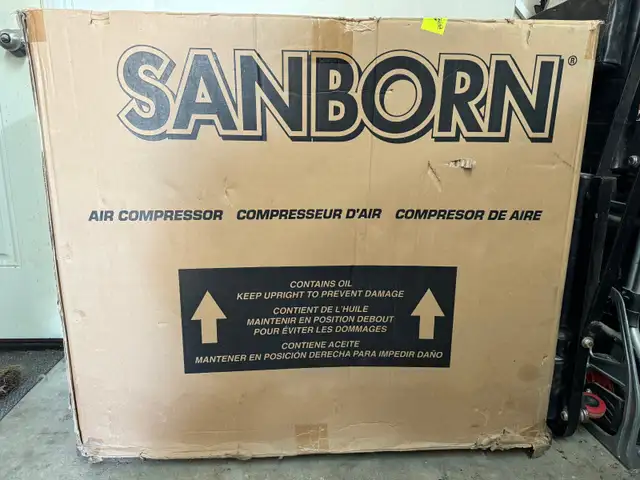 SANBORN®
AIR COMPRESSOR COMPRESSEUR D'AIR COMPRESOR DE AIRE
CONTAINS OIL
KEEP UPRIGHT TO PREVENT DAMAGE
CONTIENT DE L'HUILE
MAINTENIR EN POSITION DEBOUT
POUR ÉVITER LES DOMMAGES
CONTIENE ACEITE
MANTENER EN POSICIÓN DERECHA PARA IMPEDIR DAÑO